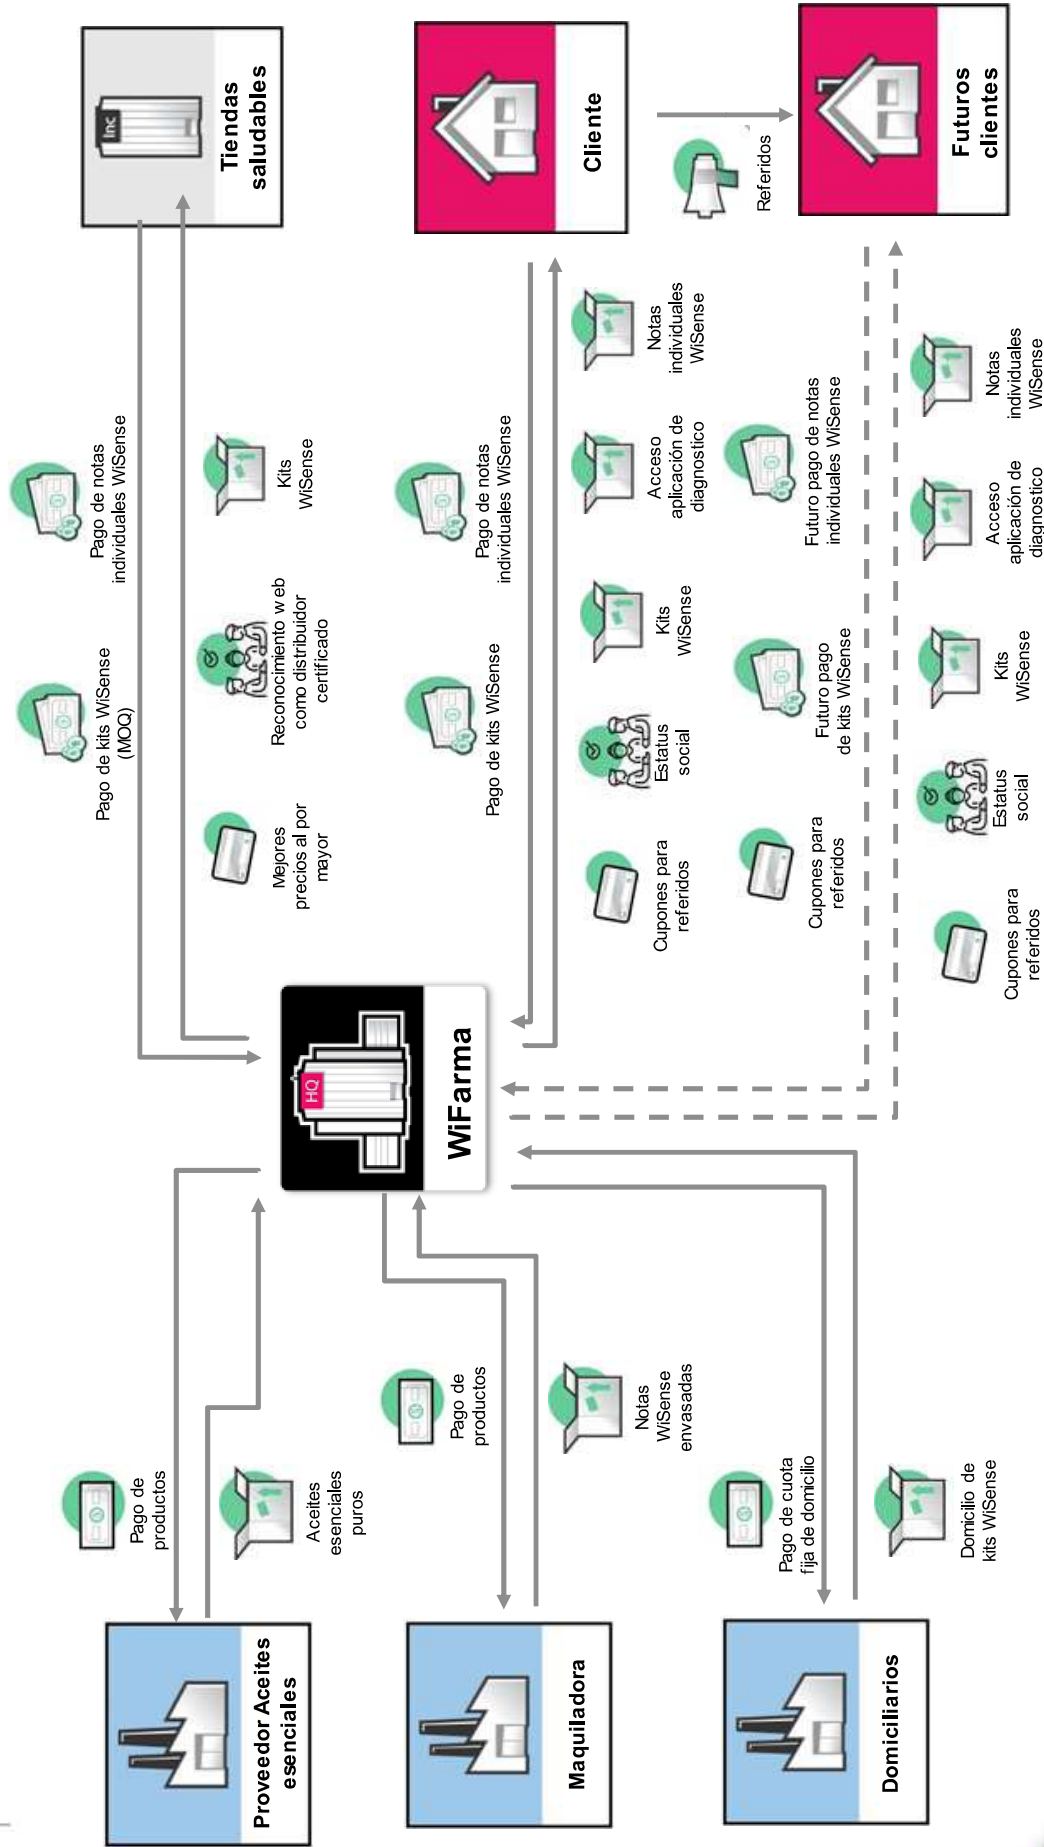 Proveedor Aceites
esenciales
Pago de
productos
Aceites
esenciales
puros
Maquiladora
Pago de
productos
Notas
WiSense
envasadas
Domiciliarios
Pago de cuota
fija de domicilio
Domicilio de
kits WiSense
HQ
WiFarma
Pago de kits WiSense
(MOQ)
Pago de notas
individuales WiSense
Mejores
precios al por
mayor
Reconocimiento web
como distribuidor
certificado
Kits
WiSense
Inc
Tiendas
saludables
Pago de kits WiSense
Pago de notas
individuales WiSense
Cupones para
referidos
Estatus
social
Kits
WiSense
Acceso
aplicación de
diagnostico
Notas
individuales
WiSense
Cliente
Referidos
Cupones para
referidos
Futuro pago
de kits WiSense
Futuro pago de notas
individuales WiSense
Cupones para
referidos
Estatus
social
Kits
WiSense
Acceso
aplicación de
diagnostico
Notas
individuales
WiSense
Futuros
clientes